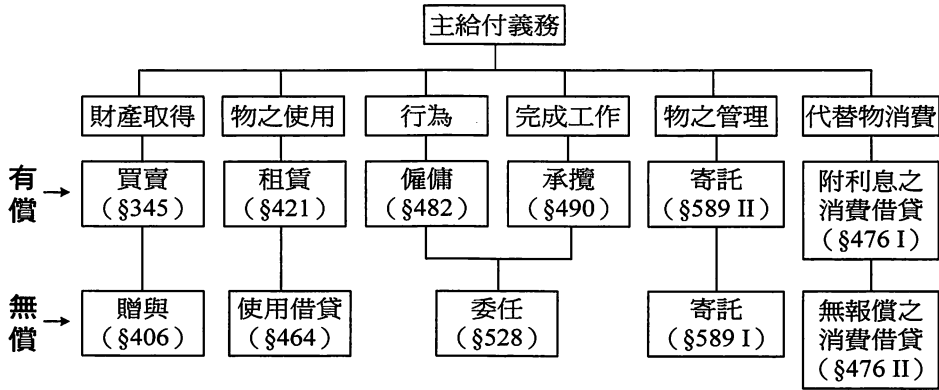 主給付義務
財產取得 物之使用 行為 完成工作 物之管理 代替物消費
有償
買賣
(§345)
租賃
(§421)
僱傭
(§482)
承攬
(§490)
寄託
(§589 II)
附利息之
消費借貸
(§476 I)
無償
贈與
(§406)
使用借貸
(§464)
委任
(§528)
寄託
(§589 I)
無報償之
消費借貸
(§476 II)